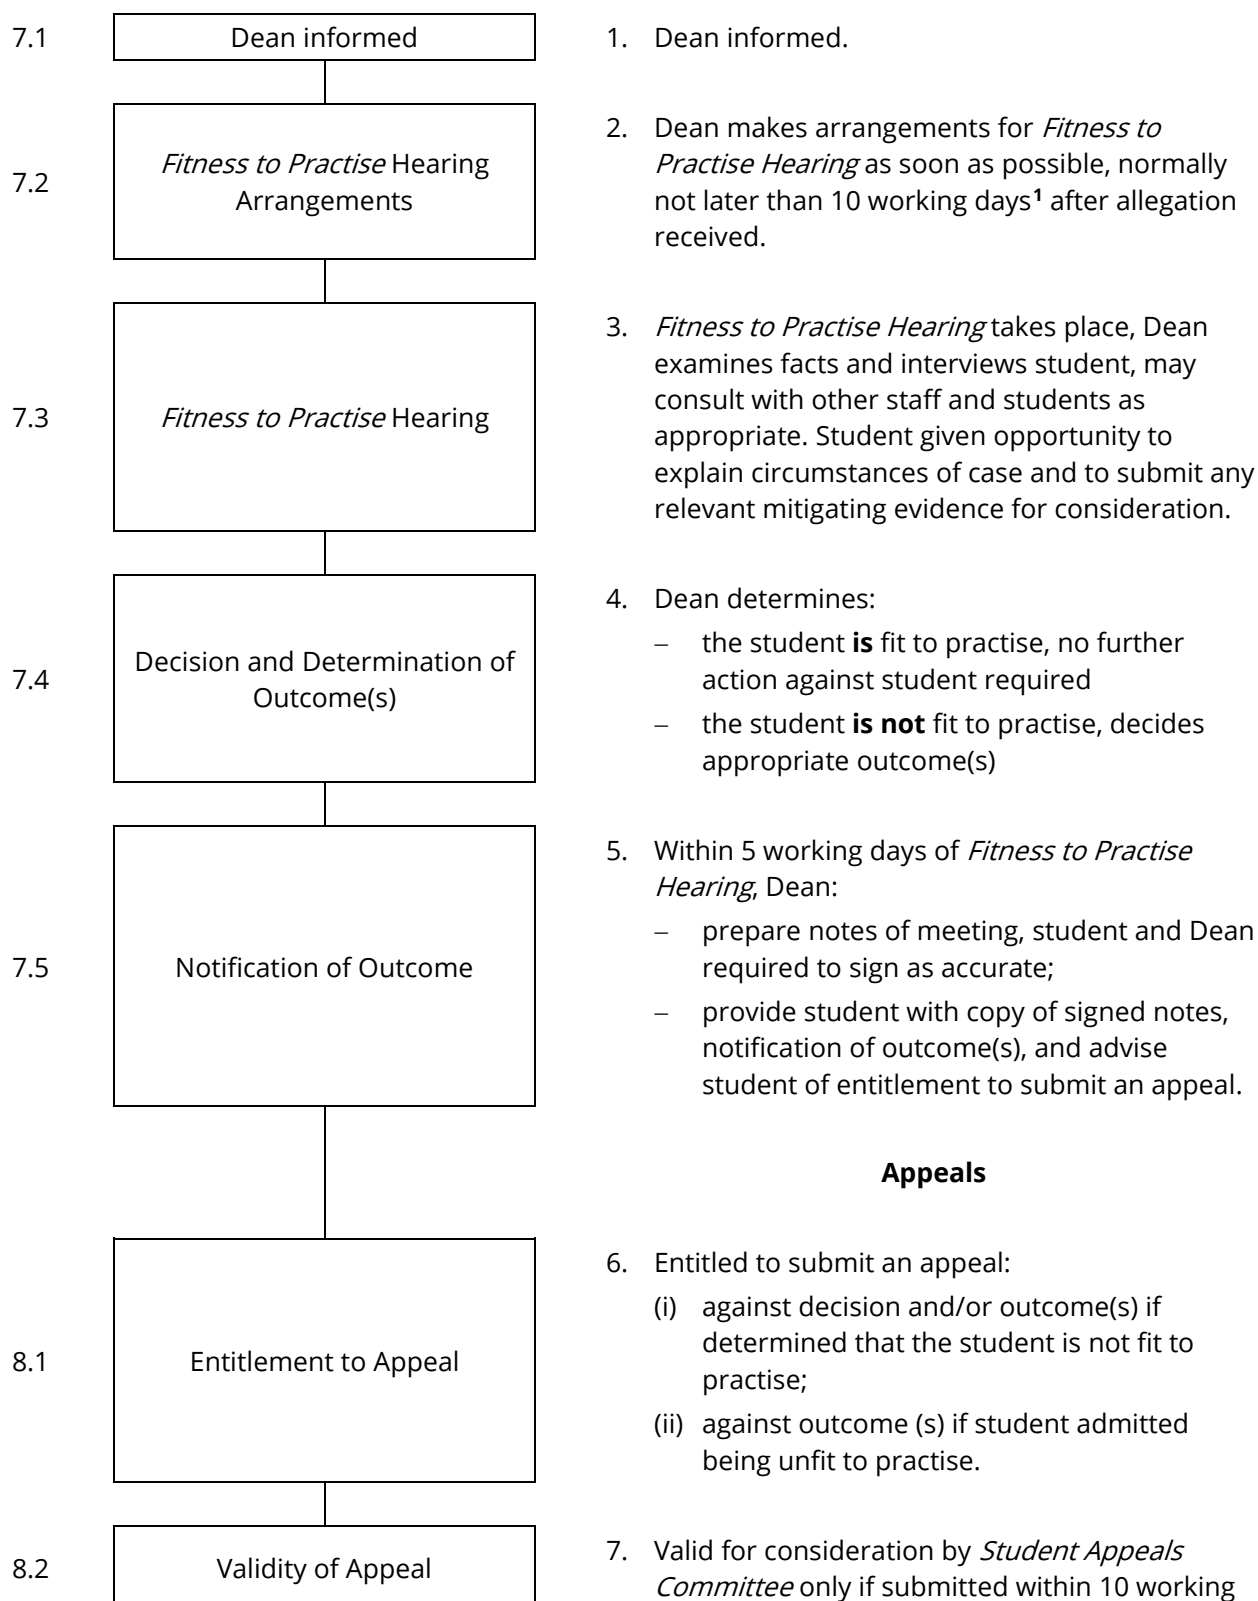 7.1
Dean informed
1. Dean informed.
7.2
Fitness to Practise Hearing
Arrangements
2. Dean makes arrangements for Fitness to
Practise Hearing as soon as possible, normally
not later than 10 working days1 after allegation
received.
7.3
Fitness to Practise Hearing
3. Fitness to Practise Hearing takes place, Dean
examines facts and interviews student, may
consult with other staff and students as
appropriate. Student given opportunity to
explain circumstances of case and to submit any
relevant mitigating evidence for consideration.
7.4
Decision and Determination of
Outcome(s)
4. Dean determines:
– the student is fit to practise, no further
action against student required
– the student is not fit to practise, decides
appropriate outcome(s)
7.5
Notification of Outcome
5. Within 5 working days of Fitness to Practise
Hearing, Dean:
– prepare notes of meeting, student and Dean
required to sign as accurate;
– provide student with copy of signed notes,
notification of outcome(s), and advise
student of entitlement to submit an appeal.
Appeals
8.1
Entitlement to Appeal
6. Entitled to submit an appeal:
(i) against decision and/or outcome(s) if
determined that the student is not fit to
practise;
(ii) against outcome (s) if student admitted
being unfit to practise.
8.2
Validity of Appeal
7. Valid for consideration by Student Appeals
Committee only if submitted within 10 working